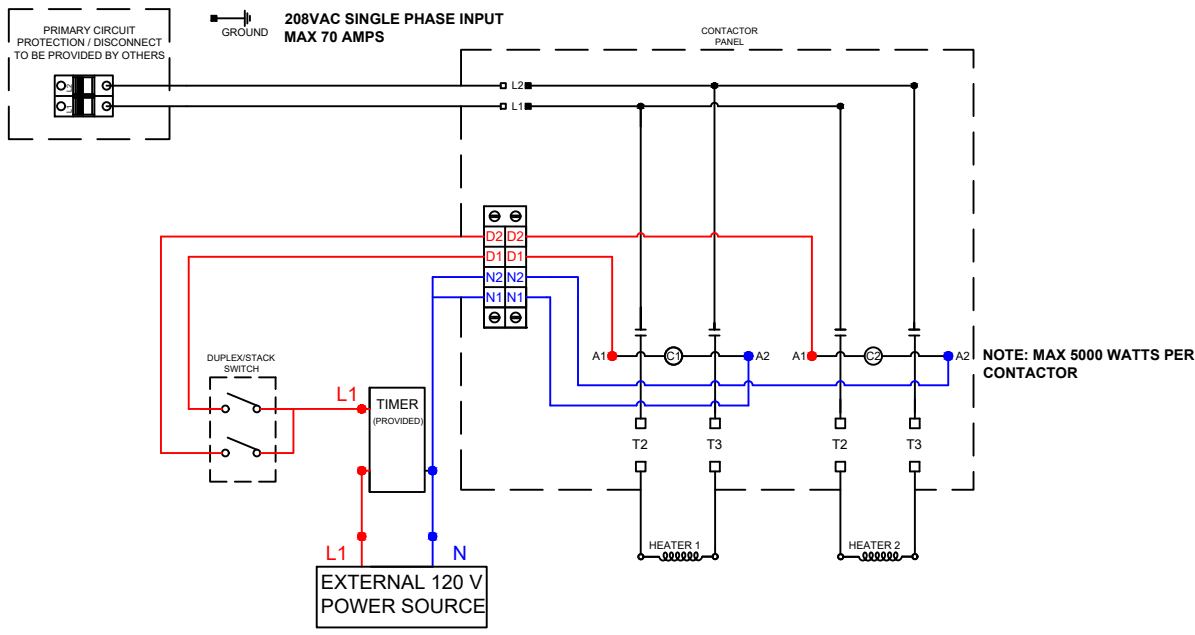 PRIMARY CIRCUIT
PROTECTION / DISCONNECT
TO BE PROVIDED BY OTHERS
L2
L1
GROUND
208VAC SINGLE PHASE INPUT
MAX 70 AMPS
CONTACTOR
PANEL
L2
L1
D2 D2
D1 D1
N2 N2
N1 N1
A1 C1 A2
A1 C2 A2
NOTE: MAX 5000 WATTS PER
CONTACTOR
DUPLEX/STACK
SWITCH
L1
TIMER
(PROVIDED)
T2 T3
T2 T3
HEATER 1
HEATER 2
L1 N
EXTERNAL 120 V
POWER SOURCE